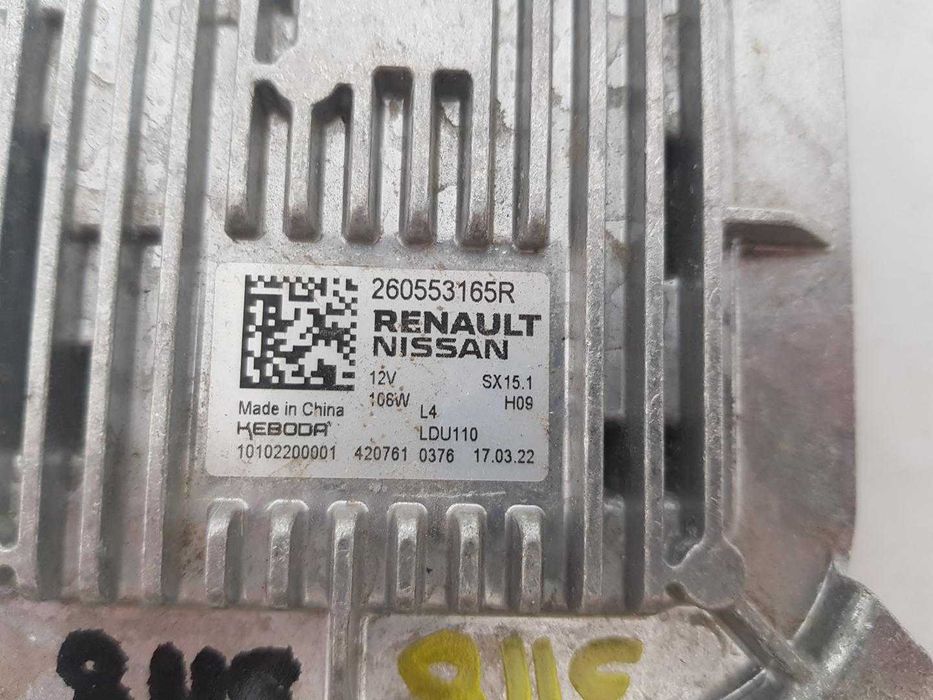 260553165R
RENAULT
NISSAN
12V SX15.1
108W L4 H09
Made in China
KEBODA LDU110
10102200001 420761 0376 17.03.22